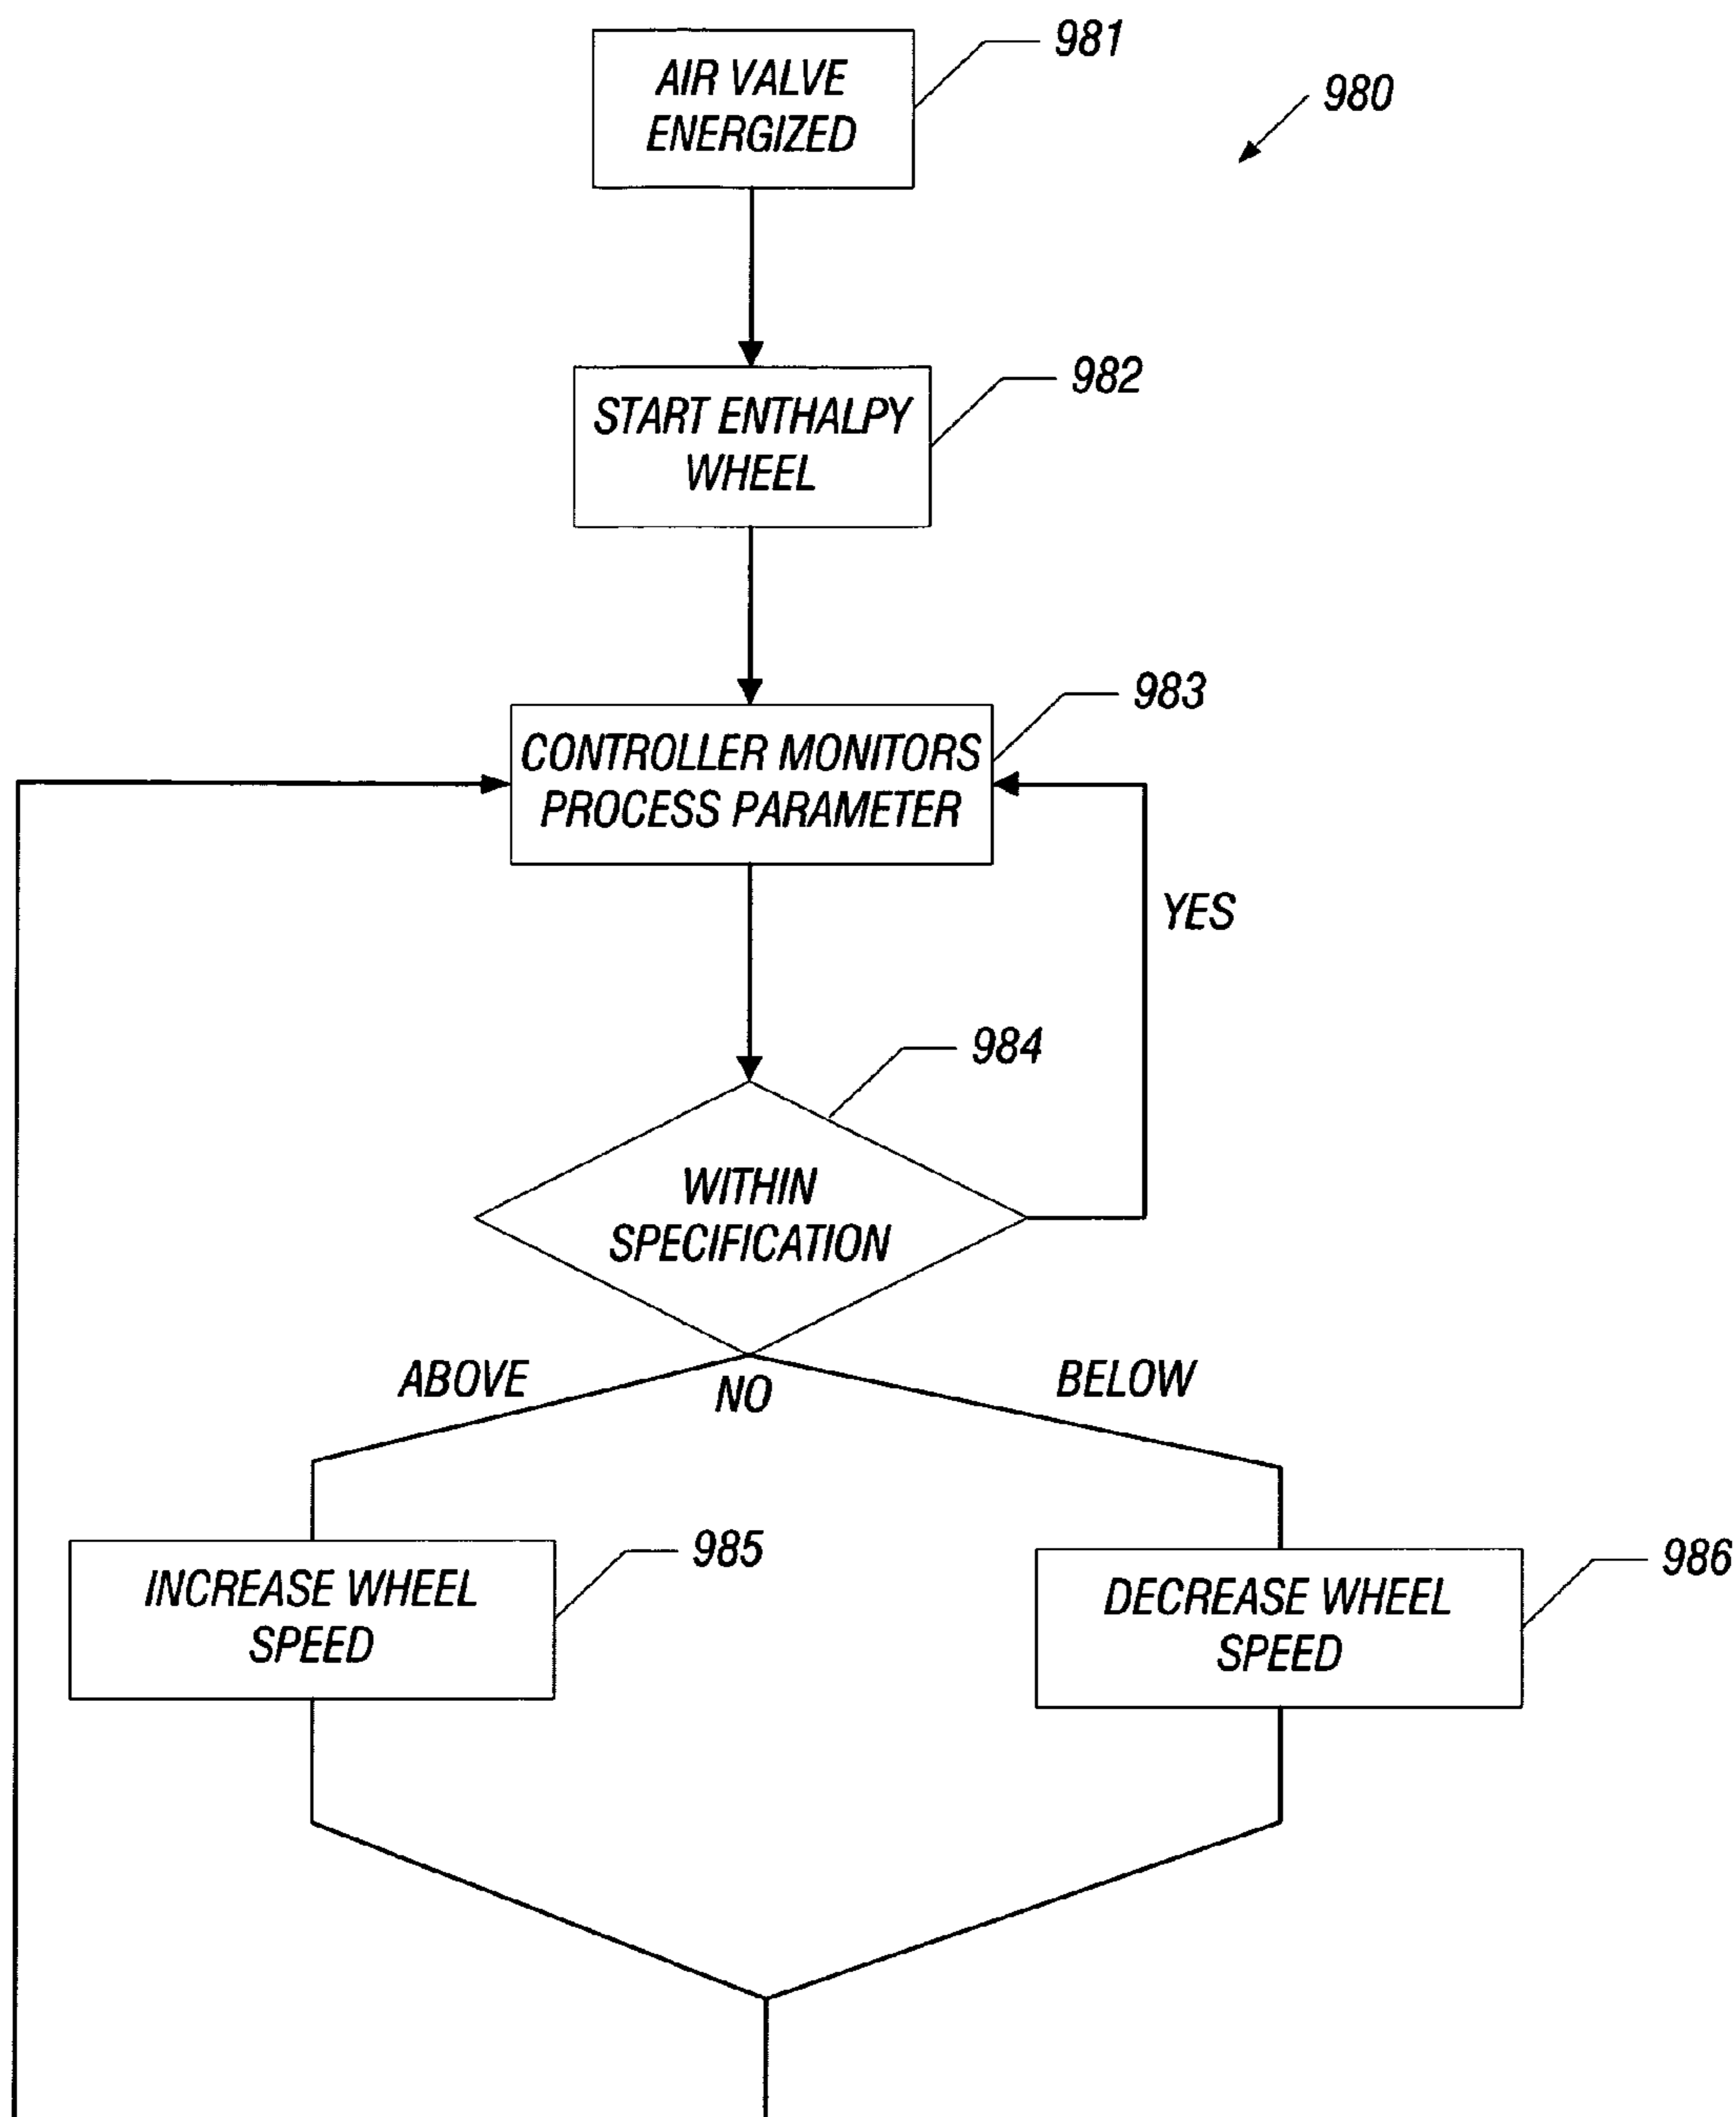 AIR VALVE
ENERGIZED
981
980
START ENTHALPY
WHEEL
982
CONTROLLER MONITORS
PROCESS PARAMETER
983
YES
984
WITHIN
SPECIFICATION
ABOVE
NO
BELOW
INCREASE WHEEL
SPEED
985
DECREASE WHEEL
SPEED
986